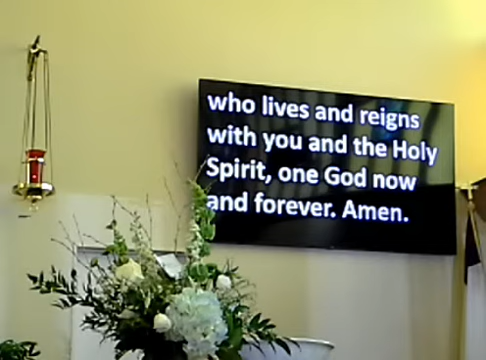 who lives and reigns
with you and the Holy
Spirit, one God now
and forever. Amen.